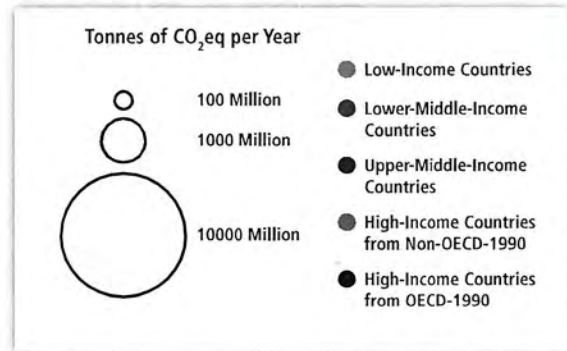 Tonnes of CO₂eq per Year
100 Million
1000 Million
10000 Million
Low-Income Countries
Lower-Middle-Income
Countries
Upper-Middle-Income
Countries
High-Income Countries
from Non-OECD-1990
High-Income Countries
from OECD-1990